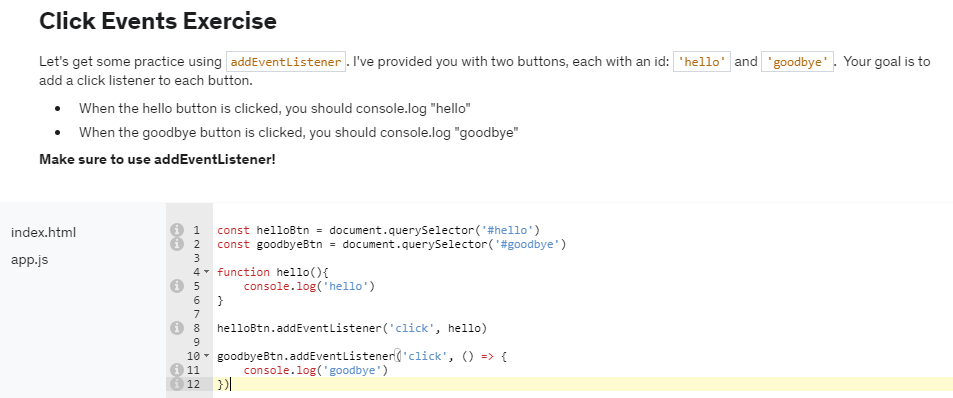 Click Events Exercise
Let's get some practice using addEventListener. I've provided you with two buttons, each with an id: 'hello' and 'goodbye'. Your goal is to
add a click listener to each button.
• When the hello button is clicked, you should console.log "hello"
• When the goodbye button is clicked, you should console.log "goodbye"
Make sure to use addEventListener!
index.html
app.js
1 const helloBtn = document.querySelector('#hello')
2 const goodbyeBtn = document.querySelector('#goodbye')
3
4 function hello(){
5     console.log('hello')
6 }
7
8 helloBtn.addEventListener('click', hello)
9
10 goodbyeBtn.addEventListener('click', () => {
11     console.log('goodbye')
12 })